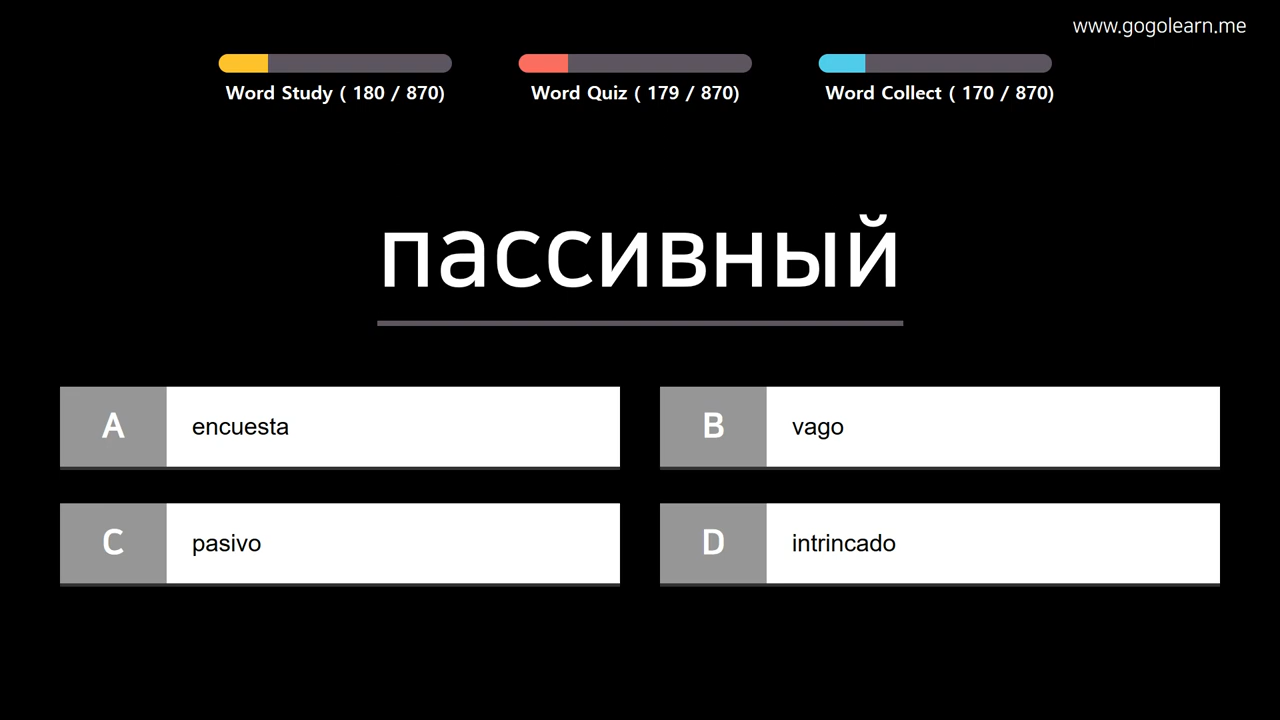 www.gogolearn.me
Word Study ( 180 / 870)
Word Quiz ( 179 / 870)
Word Collect ( 170 / 870)
пассивный
A encuesta
B vago
C pasivo
D intrincado